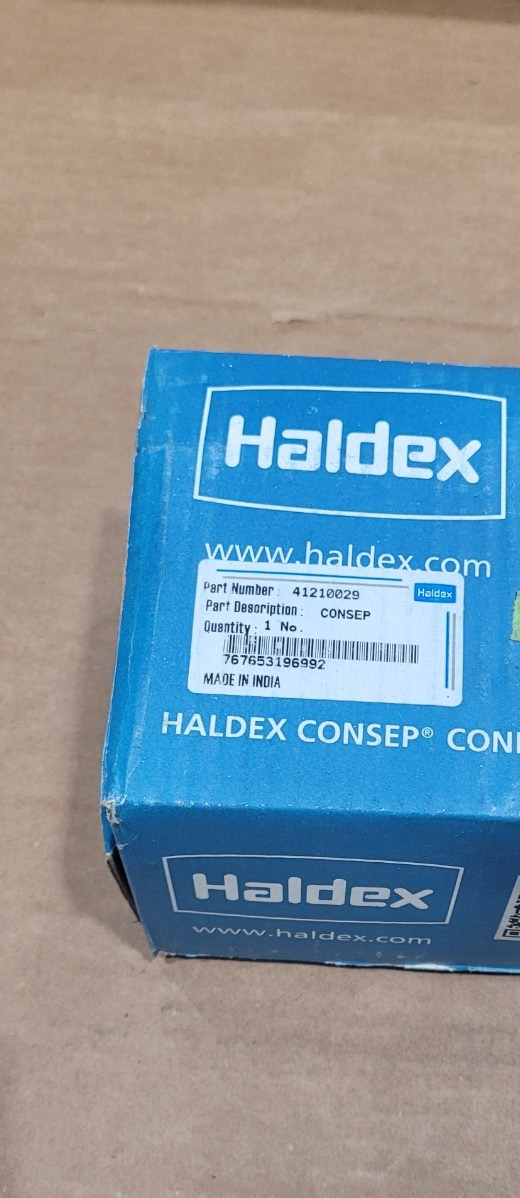 Haldex
www.haldex.com
Part Number: 41210029
Haldex
Part Description: CONSEP
Quantity: 1 No.
767653196992
MADE IN INDIA
HALDEX CONSEP® CON
Haldex
www.haldex.com